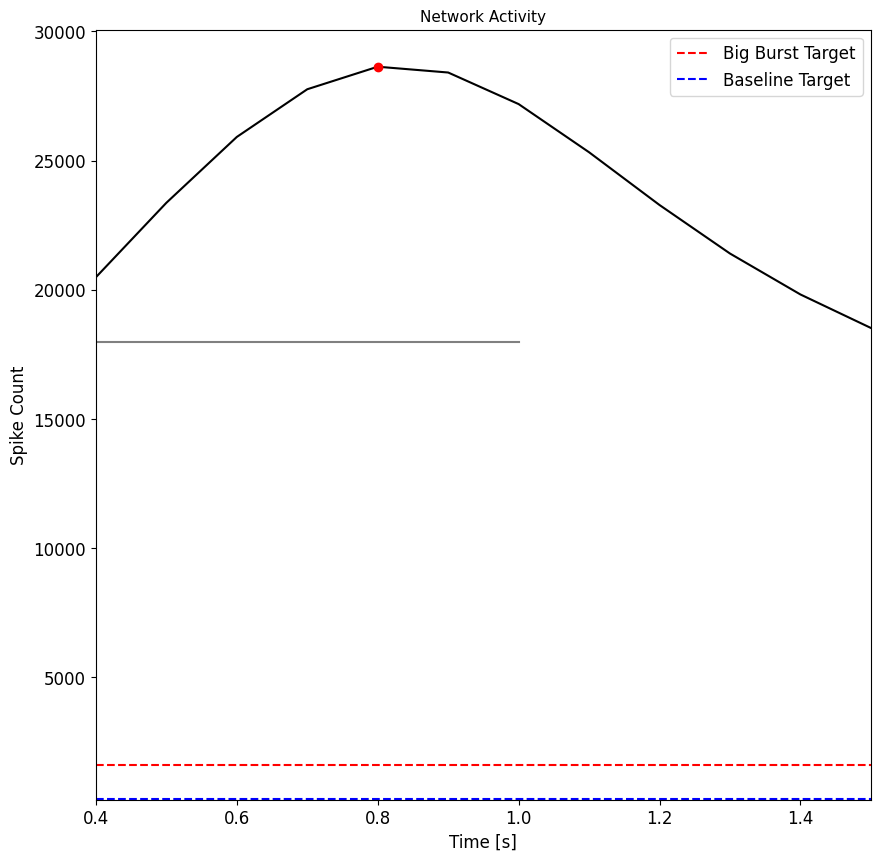 Network Activity
Big Burst Target
Baseline Target
30000
25000
20000
15000
10000
5000
Spike Count
0.4
0.6
0.8
1.0
1.2
1.4
Time [s]